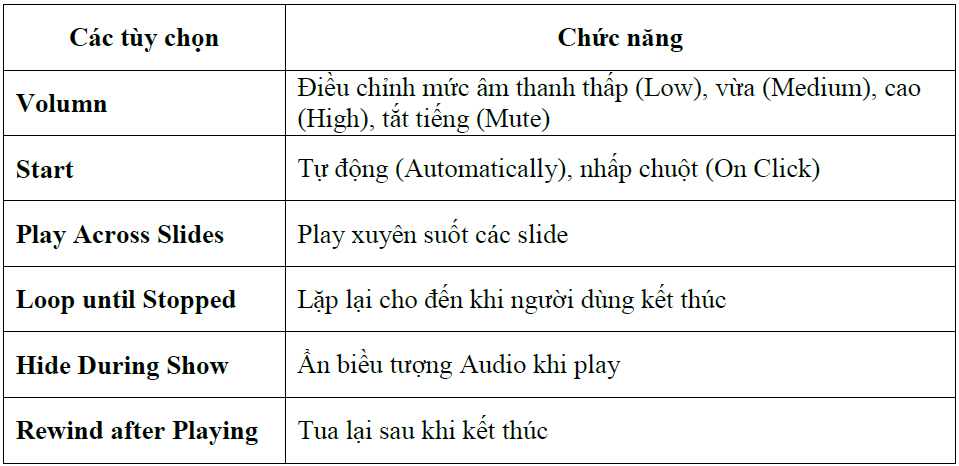 Các tùy chọn
Chức năng
Volumn
Điều chỉnh mức âm thanh thấp (Low), vừa (Medium), cao
(High), tắt tiếng (Mute)
Start
Tự động (Automatically), nhấp chuột (On Click)
Play Across Slides
Play xuyên suốt các slide
Loop until Stopped
Lặp lại cho đến khi người dùng kết thúc
Hide During Show
Ẩn biều tượng Audio khi play
Rewind after Playing
Tua lại sau khi kết thúc